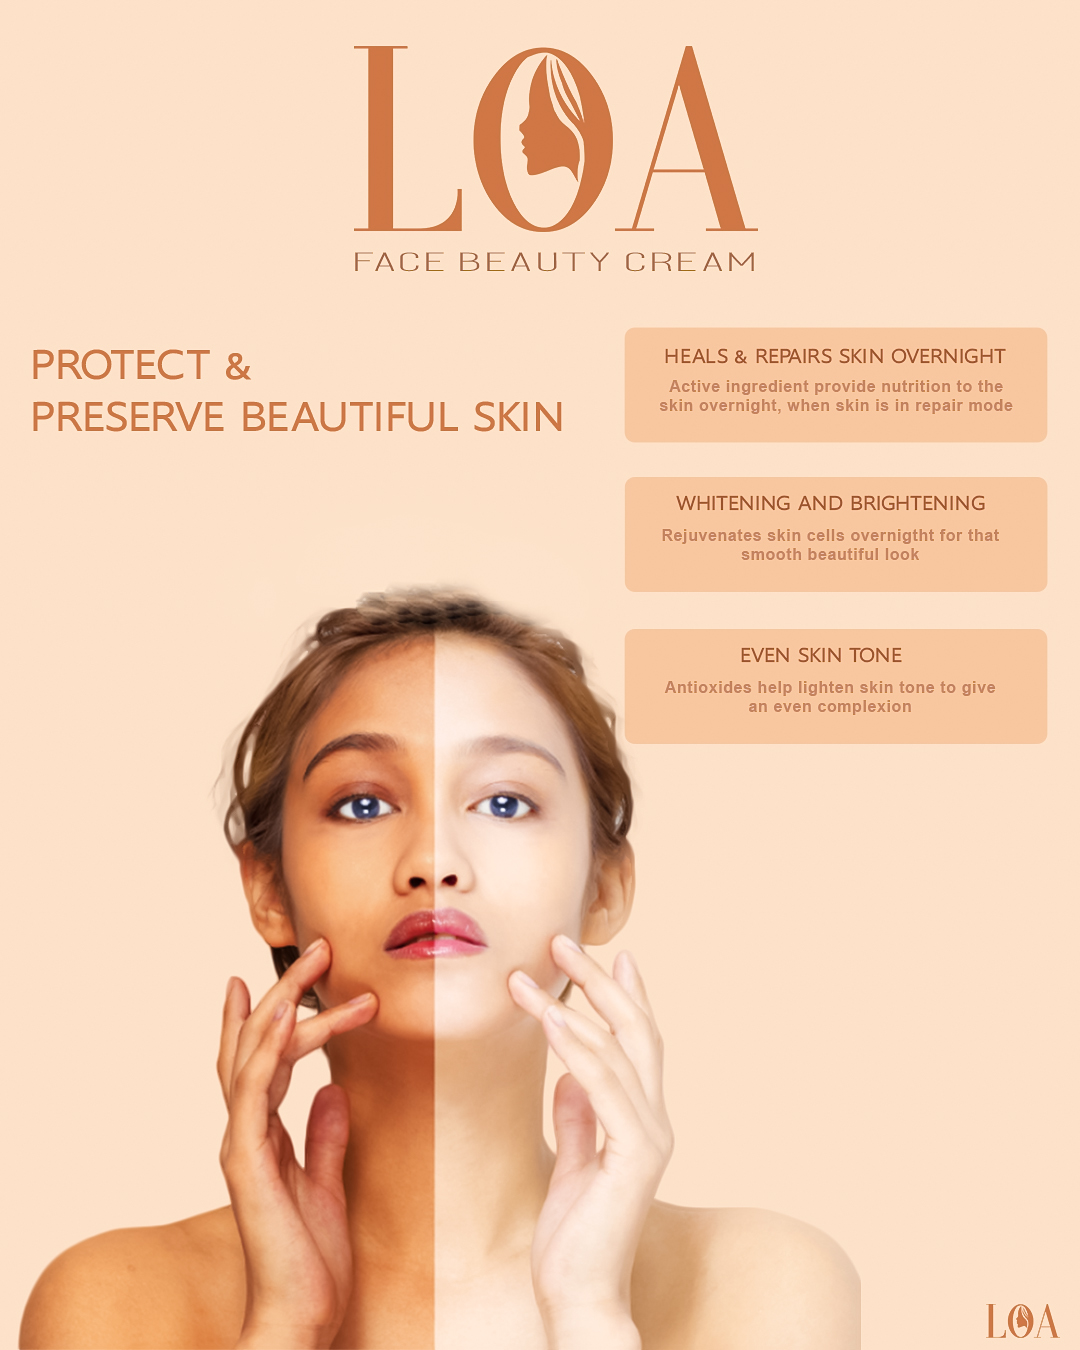 LOA
FACE BEAUTY CREAM
PROTECT &
PRESERVE BEAUTIFUL SKIN
HEALS & REPAIRS SKIN OVERNIGHT
Active ingredient provide nutrition to the
skin overnight, when skin is in repair mode
WHITENING AND BRIGHTENING
Rejuvenates skin cells overnigtht for that
smooth beautiful look
EVEN SKIN TONE
Antioxides help lighten skin tone to give
an even complexion
LOA